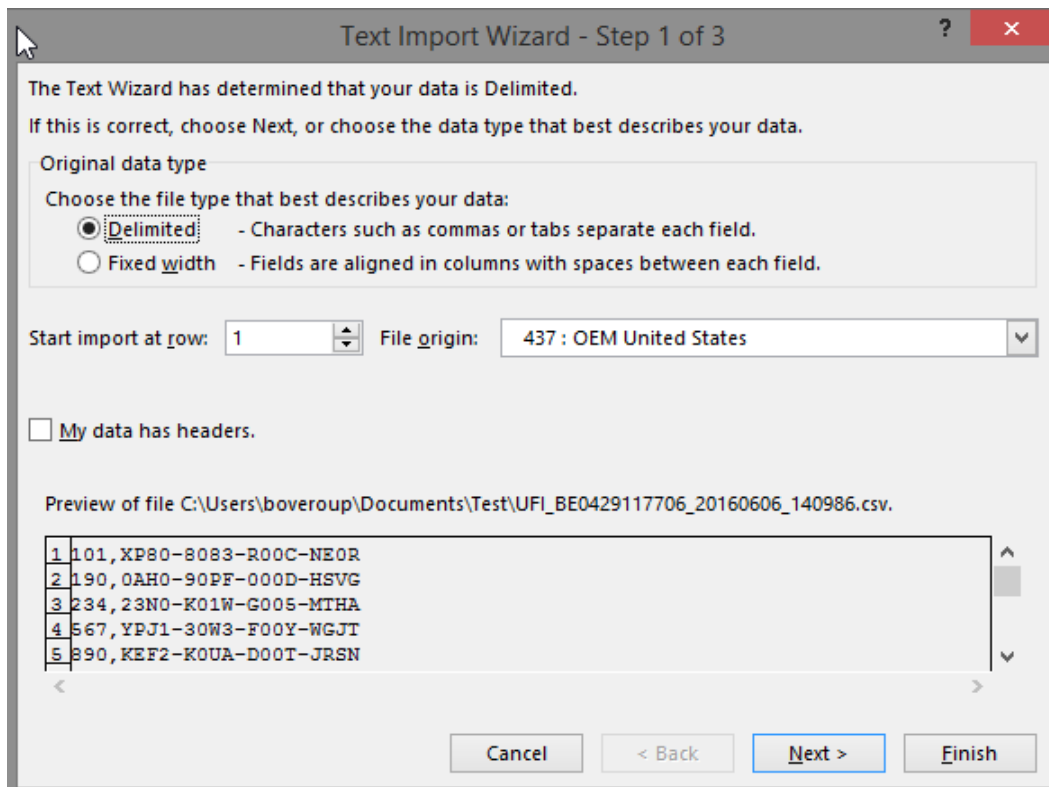 Text Import Wizard - Step 1 of 3 ?
The Text Wizard has determined that your data is Delimited.
If this is correct, choose Next, or choose the data type that best describes your data.
Original data type
Choose the file type that best describes your data:
Delimited - Characters such as commas or tabs separate each field.
Fixed width - Fields are aligned in columns with spaces between each field.
Start import at row: 1 File origin: 437 : OEM United States
My data has headers.
Preview of file C:\Users\boveroup\Documents\Test\UFI_BE0429117706_20160606_140986.csv.
1 101,XP80-8083-R00C-NE0R
2 190,0AH0-90PF-000D-HSVG
3 234,23N0-K01W-G005-MTHA
4 567,YPJ1-30W3-F00Y-WGJT
5 890,KEF2-K0UA-D00T-JRSN
Cancel < Back Next > Finish